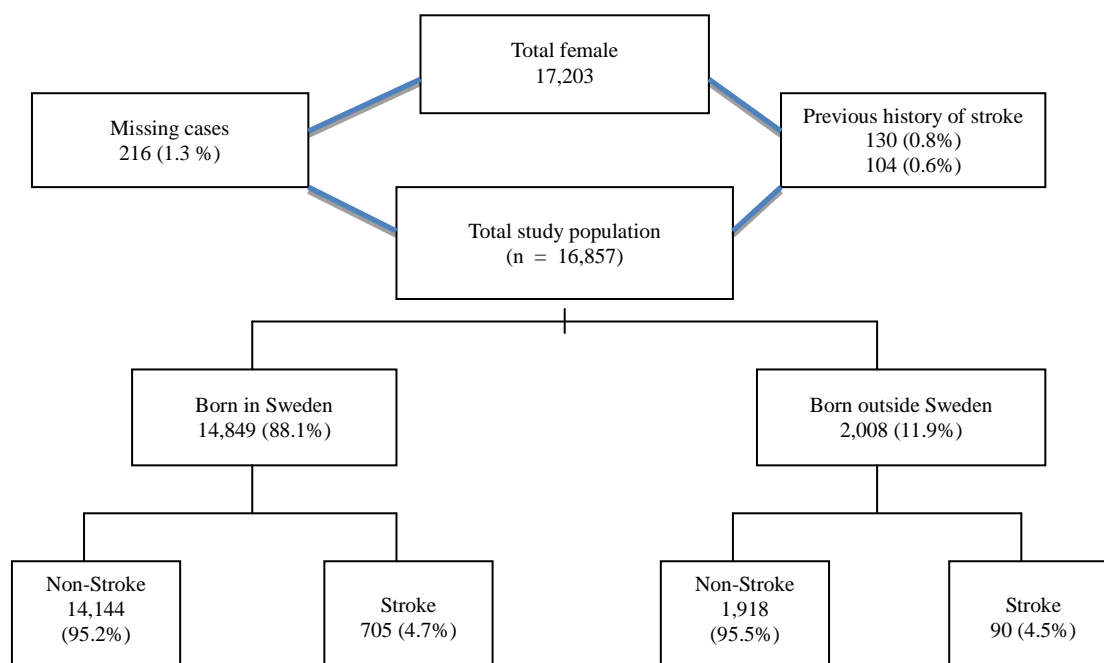 Total female
17,203
Missing cases
216 (1.3 %)
Previous history of stroke
130 (0.8%)
104 (0.6%)
Total study population
(n = 16,857)
Born in Sweden
14,849 (88.1%)
Born outside Sweden
2,008 (11.9%)
Non-Stroke
14,144
(95.2%)
Stroke
705 (4.7%)
Non-Stroke
1,918
(95.5%)
Stroke
90 (4.5%)